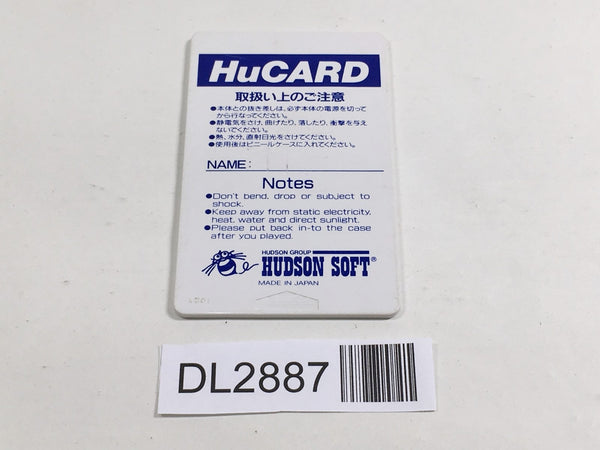 HuCARD
取扱い上のご注意
●本体との抜き差しは、必ず本体の電源を切って
から行なってください。
●静電気をさけ、曲げたり、落したり、衝撃を与え
ないでください。
●熱、水分、直射日光をさけてください。
●使用後はビニールケースに入れてください。
NAME:
Notes
●Don't bend, drop or subject to
shock.
●Keep away from static electricity,
heat, water and direct sunlight.
●Please put back in-to the case
after you played.
HUDSON GROUP
HUDSON SOFT®
MADE IN JAPAN
DL2887